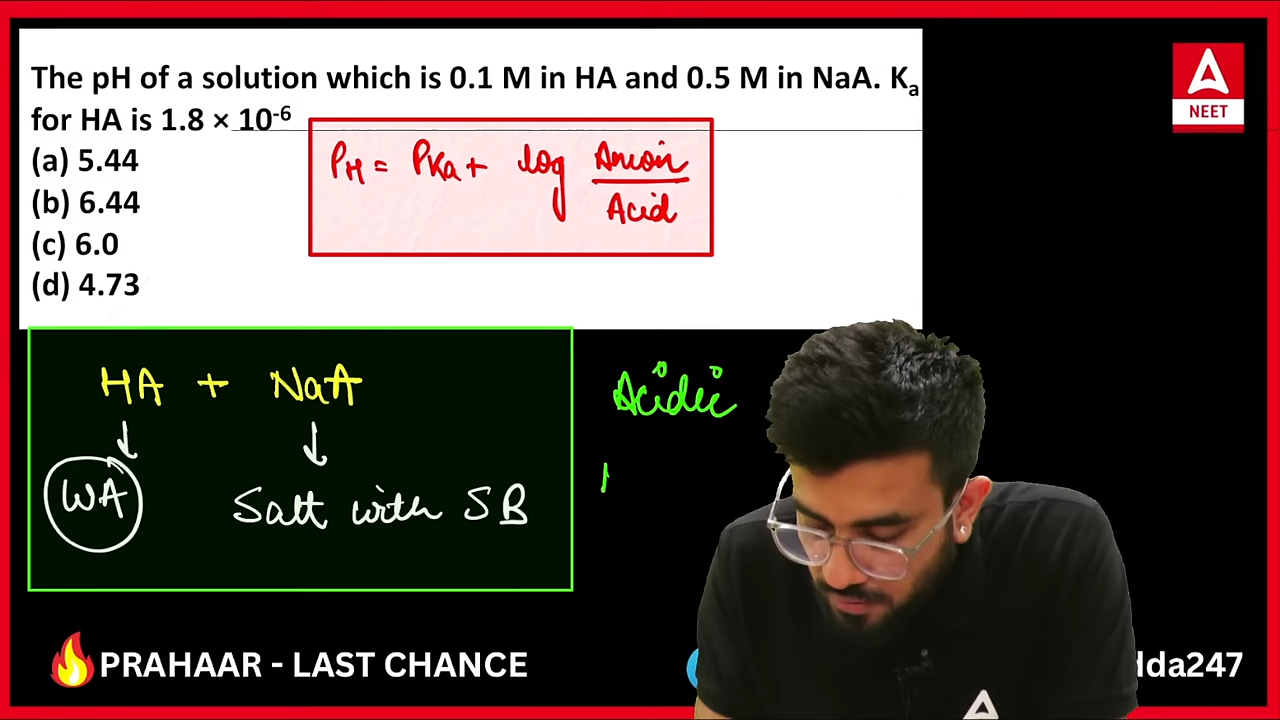 The pH of a solution which is 0.1 M in HA and 0.5 M in NaA. Kₐ
for HA is 1.8 × 10⁻⁶
(a) 5.44
(b) 6.44
(c) 6.0
(d) 4.73
PH = PKa + log Anion
Acid
HA + NaA
WA
Salt with SB
Acidic
NEET
PRAHAAR - LAST CHANCE
dda247